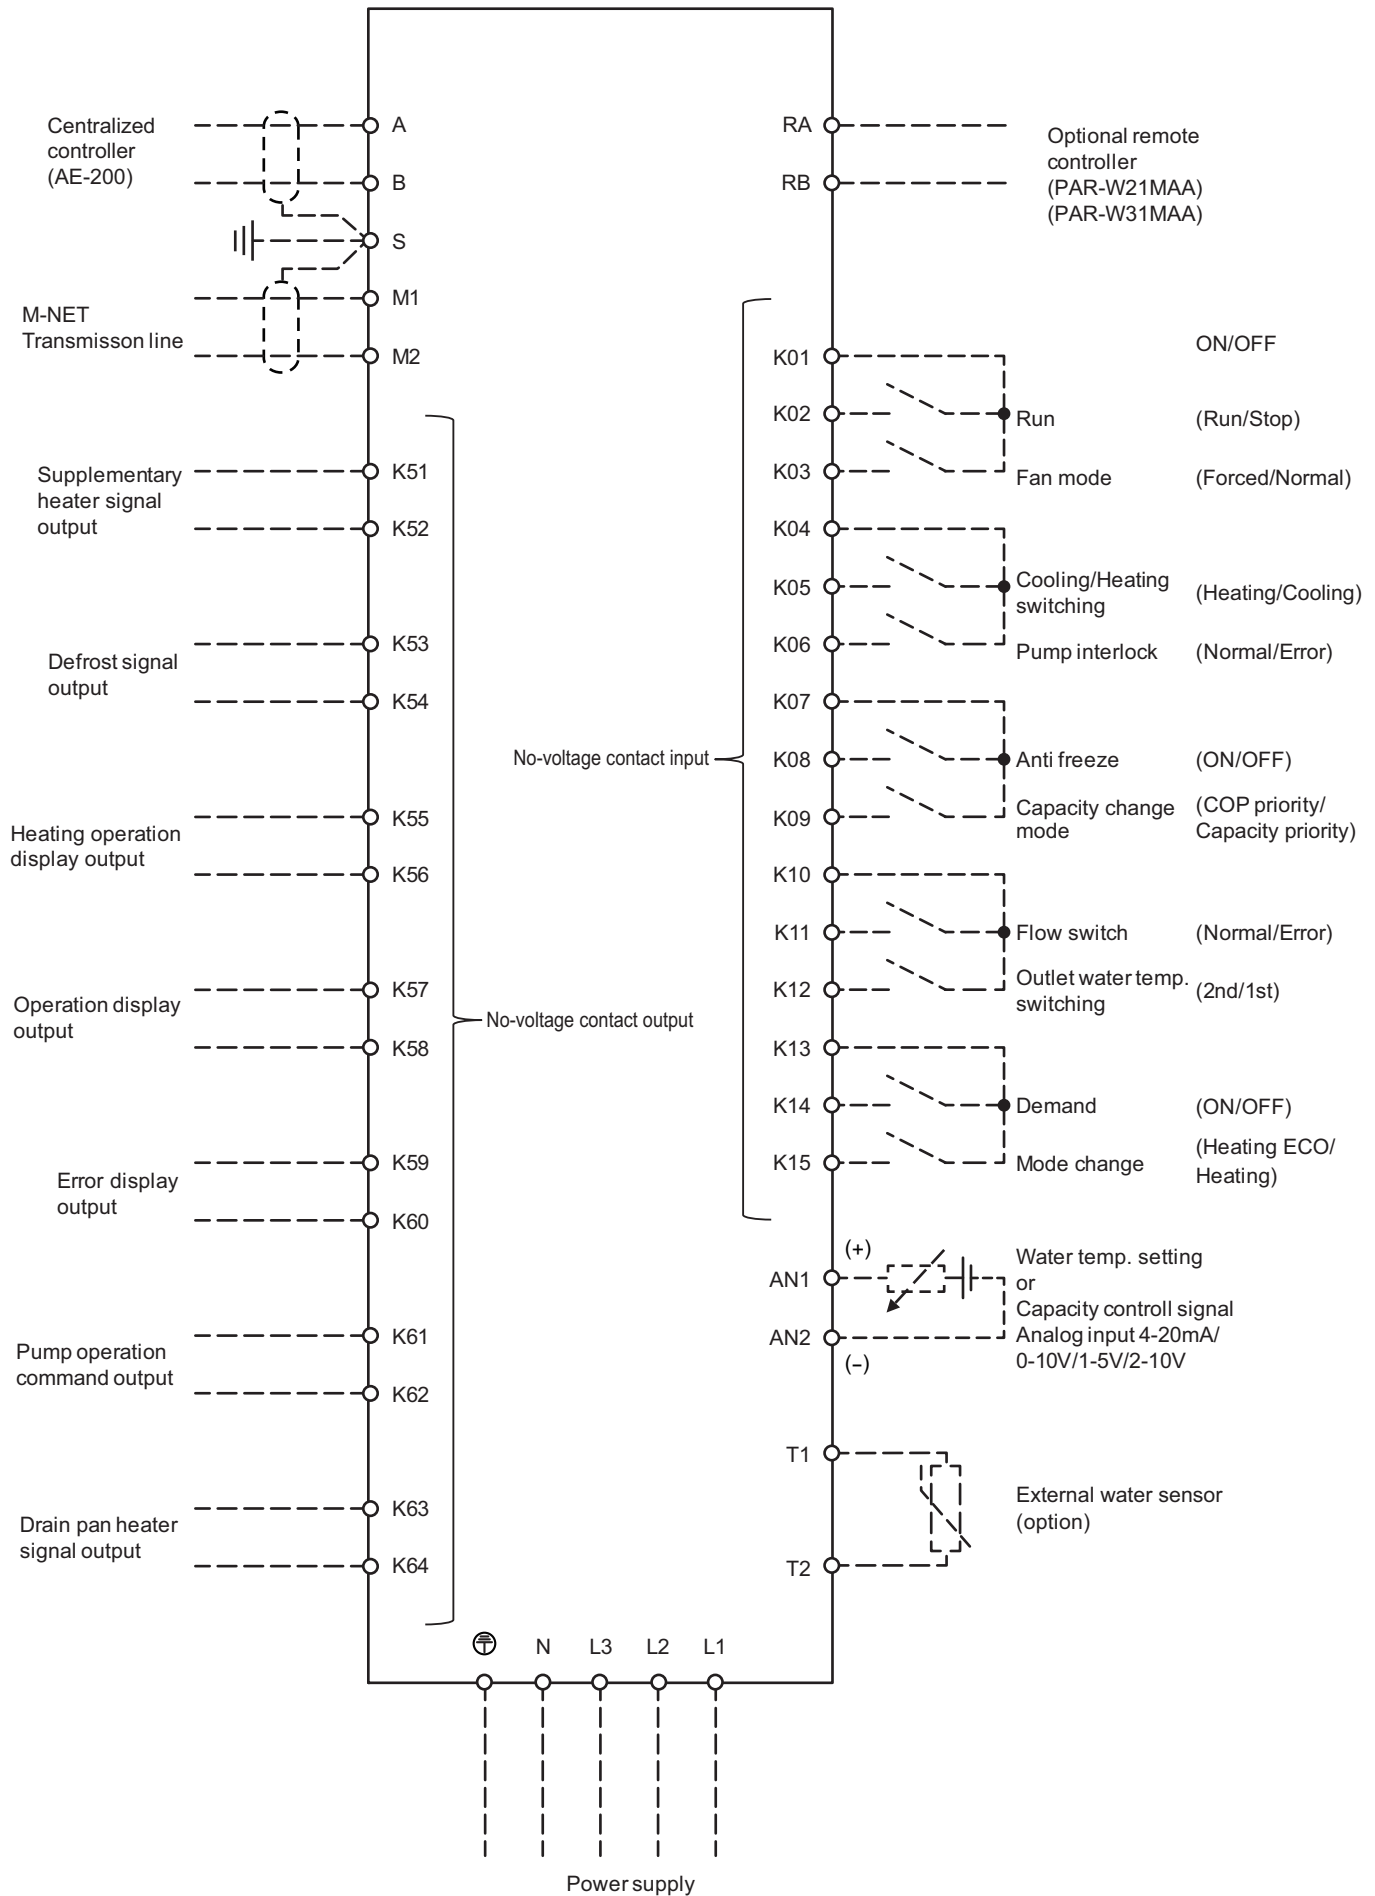 Centralized
controller
(AE-200)
A
B
S
M-NET
Transmisson line
M1
M2
Supplementary
heater signal
output
K51
K52
Defrost signal
output
K53
K54
Heating operation
display output
K55
K56
Operation display
output
K57
K58
Error display
output
K59
K60
Pump operation
command output
K61
K62
Drain pan heater
signal output
K63
K64
No-voltage contact output
No-voltage contact input
RA
RB
Optional remote
controller
(PAR-W21MAA)
(PAR-W31MAA)
ON/OFF
K01
K02
Run
(Run/Stop)
K03
Fan mode
(Forced/Normal)
K04
K05
Cooling/Heating
switching
(Heating/Cooling)
K06
Pump interlock
(Normal/Error)
K07
K08
Anti freeze
(ON/OFF)
K09
Capacity change
mode
(COP priority/
Capacity priority)
K10
K11
Flow switch
(Normal/Error)
K12
Outlet water temp.
switching
(2nd/1st)
K13
K14
Demand
(ON/OFF)
K15
Mode change
(Heating ECO/
Heating)
AN1
(+)
AN2
(–)
Water temp. setting
or
Capacity controll signal
Analog input 4-20mA/
0-10V/1-5V/2-10V
T1
T2
External water sensor
(option)
N
L3
L2
L1
Power supply